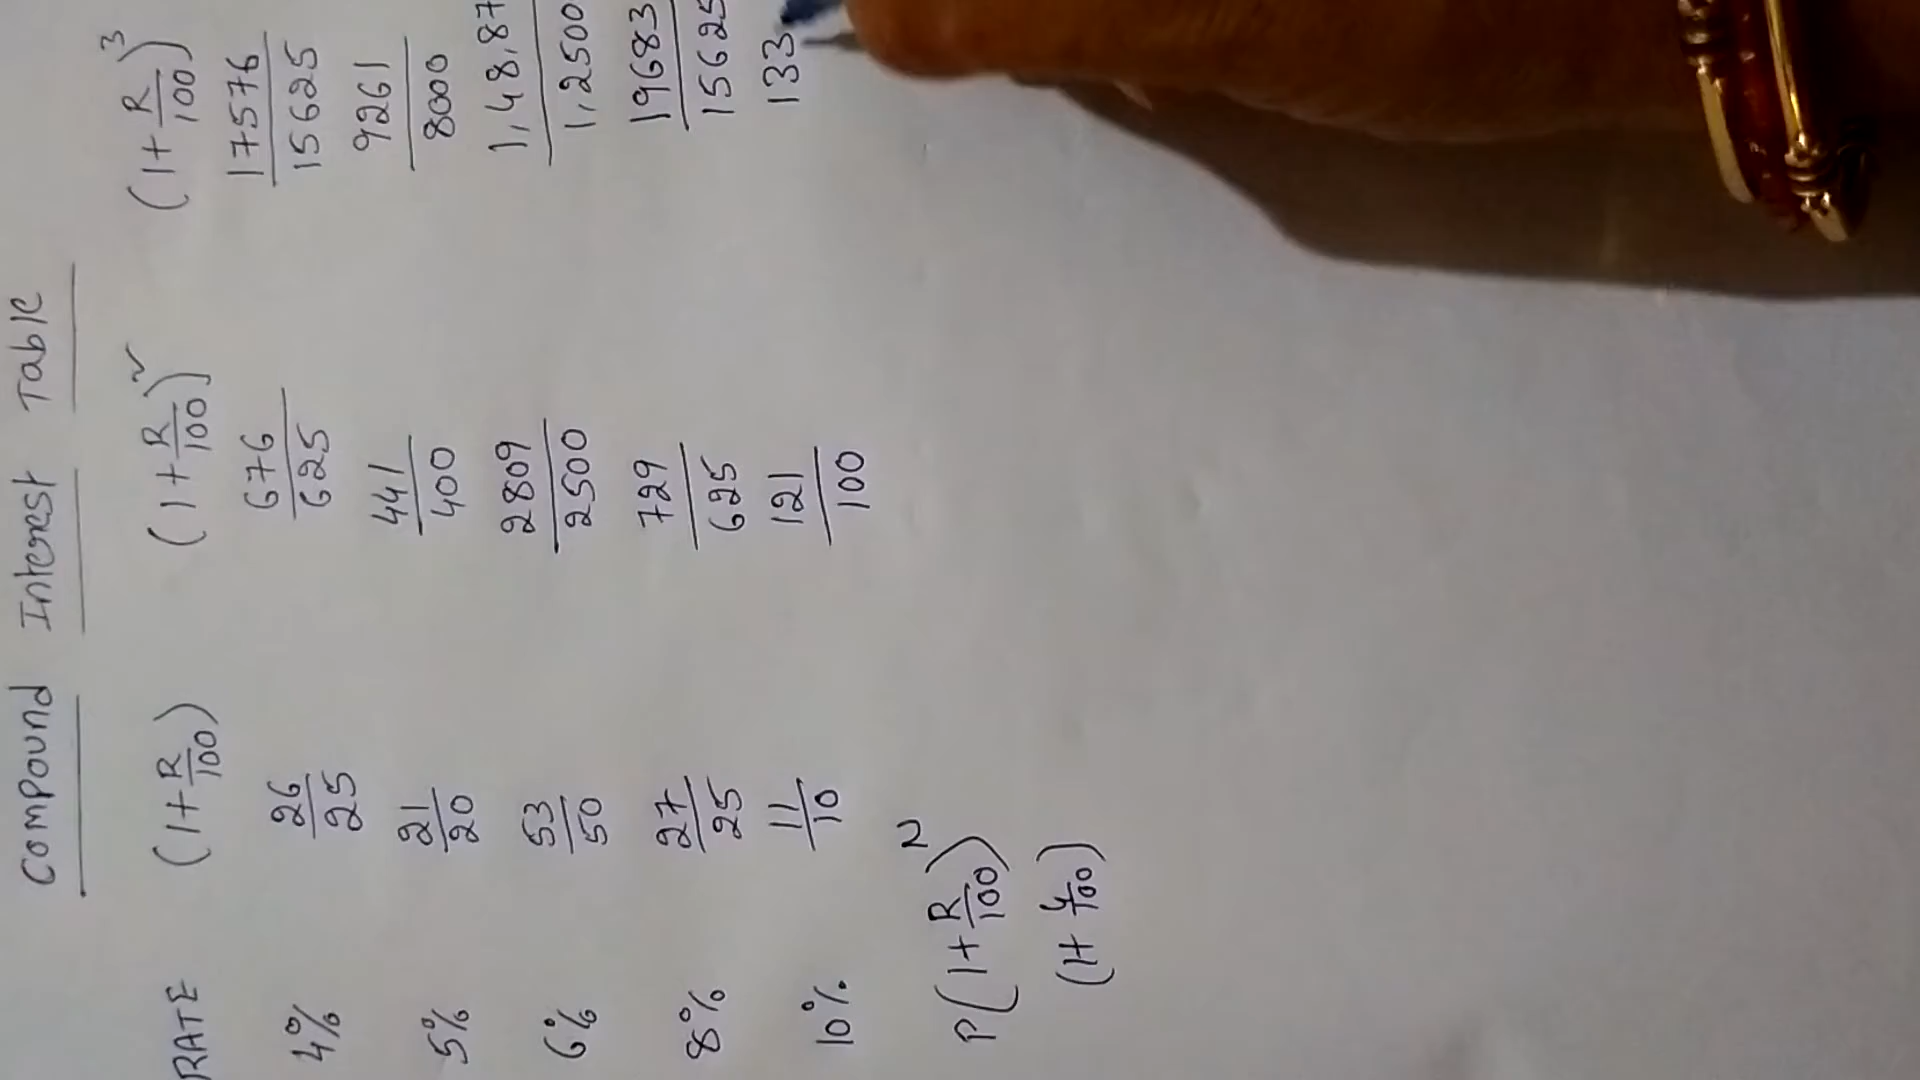 Compound Interest Table
RATE (1+R/100) (1+R/100)² (1+R/100)³
4% 26/25 676/625 17576/15625
5% 21/20 441/400 9261/8000
6% 53/50 2809/2500 1,48,87/1,2500
8% 27/25 729/625 19683/15625
10% 11/10 121/100 133
P(1+R/100)^N
(1+4/100)